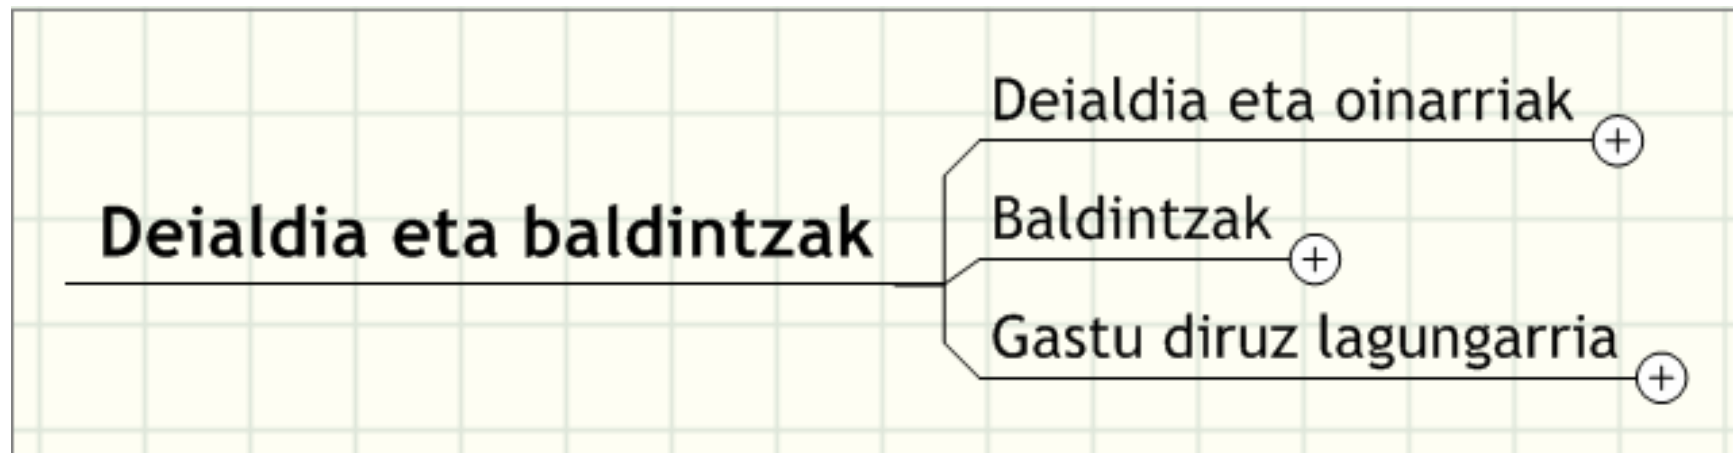 Deialdia eta baldintzak
Deialdia eta oinarriak
Baldintzak
Gastu diruz lagungarria